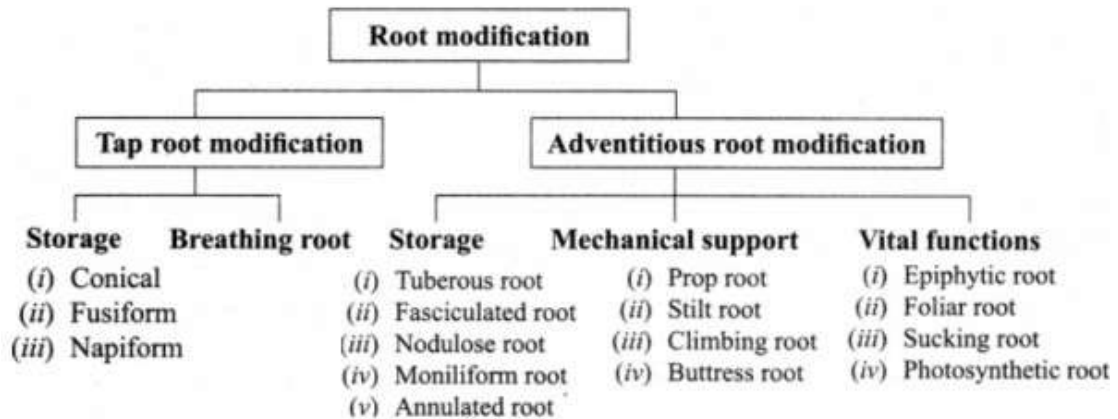 Root modification
Tap root modification
Adventitious root modification
Storage
(i) Conical
(ii) Fusiform
(iii) Napiform
Breathing root
Storage
(i) Tuberous root
(ii) Fasciculated root
(iii) Nodulose root
(iv) Moniliform root
(v) Annulated root
Mechanical support
(i) Prop root
(ii) Stilt root
(iii) Climbing root
(iv) Buttress root
Vital functions
(i) Epiphytic root
(ii) Foliar root
(iii) Sucking root
(iv) Photosynthetic root